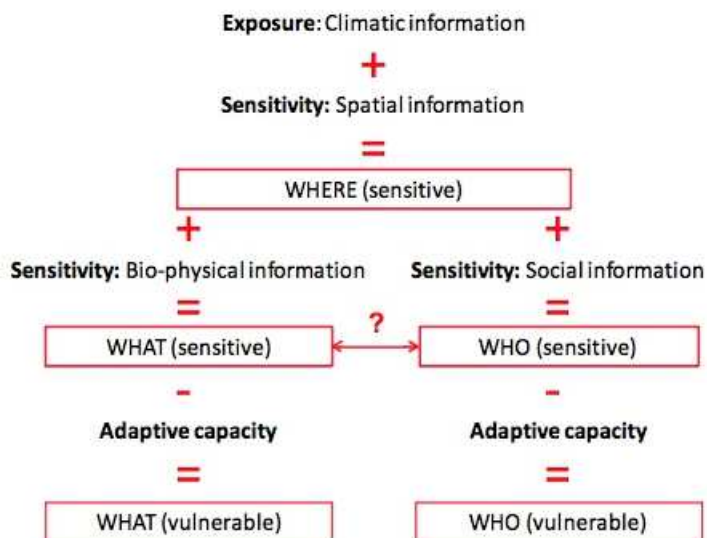 Exposure: Climatic information
+
Sensitivity: Spatial information
=
WHERE (sensitive)
+ +
Sensitivity: Bio-physical information Sensitivity: Social information
= =
?
WHAT (sensitive) WHO (sensitive)
- -
Adaptive capacity Adaptive capacity
= =
WHAT (vulnerable) WHO (vulnerable)